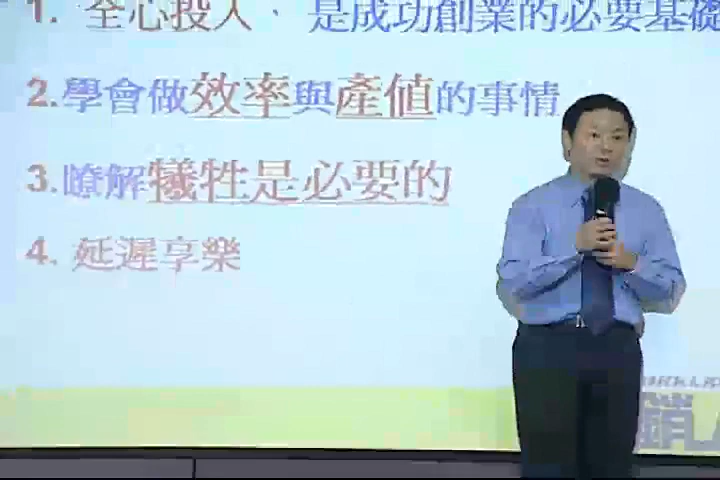 1. 全心投入、是成功創業的必要基礎
2.學會做效率與產值的事情
3.瞭解犧牲是必要的
4. 延遲享樂
銷